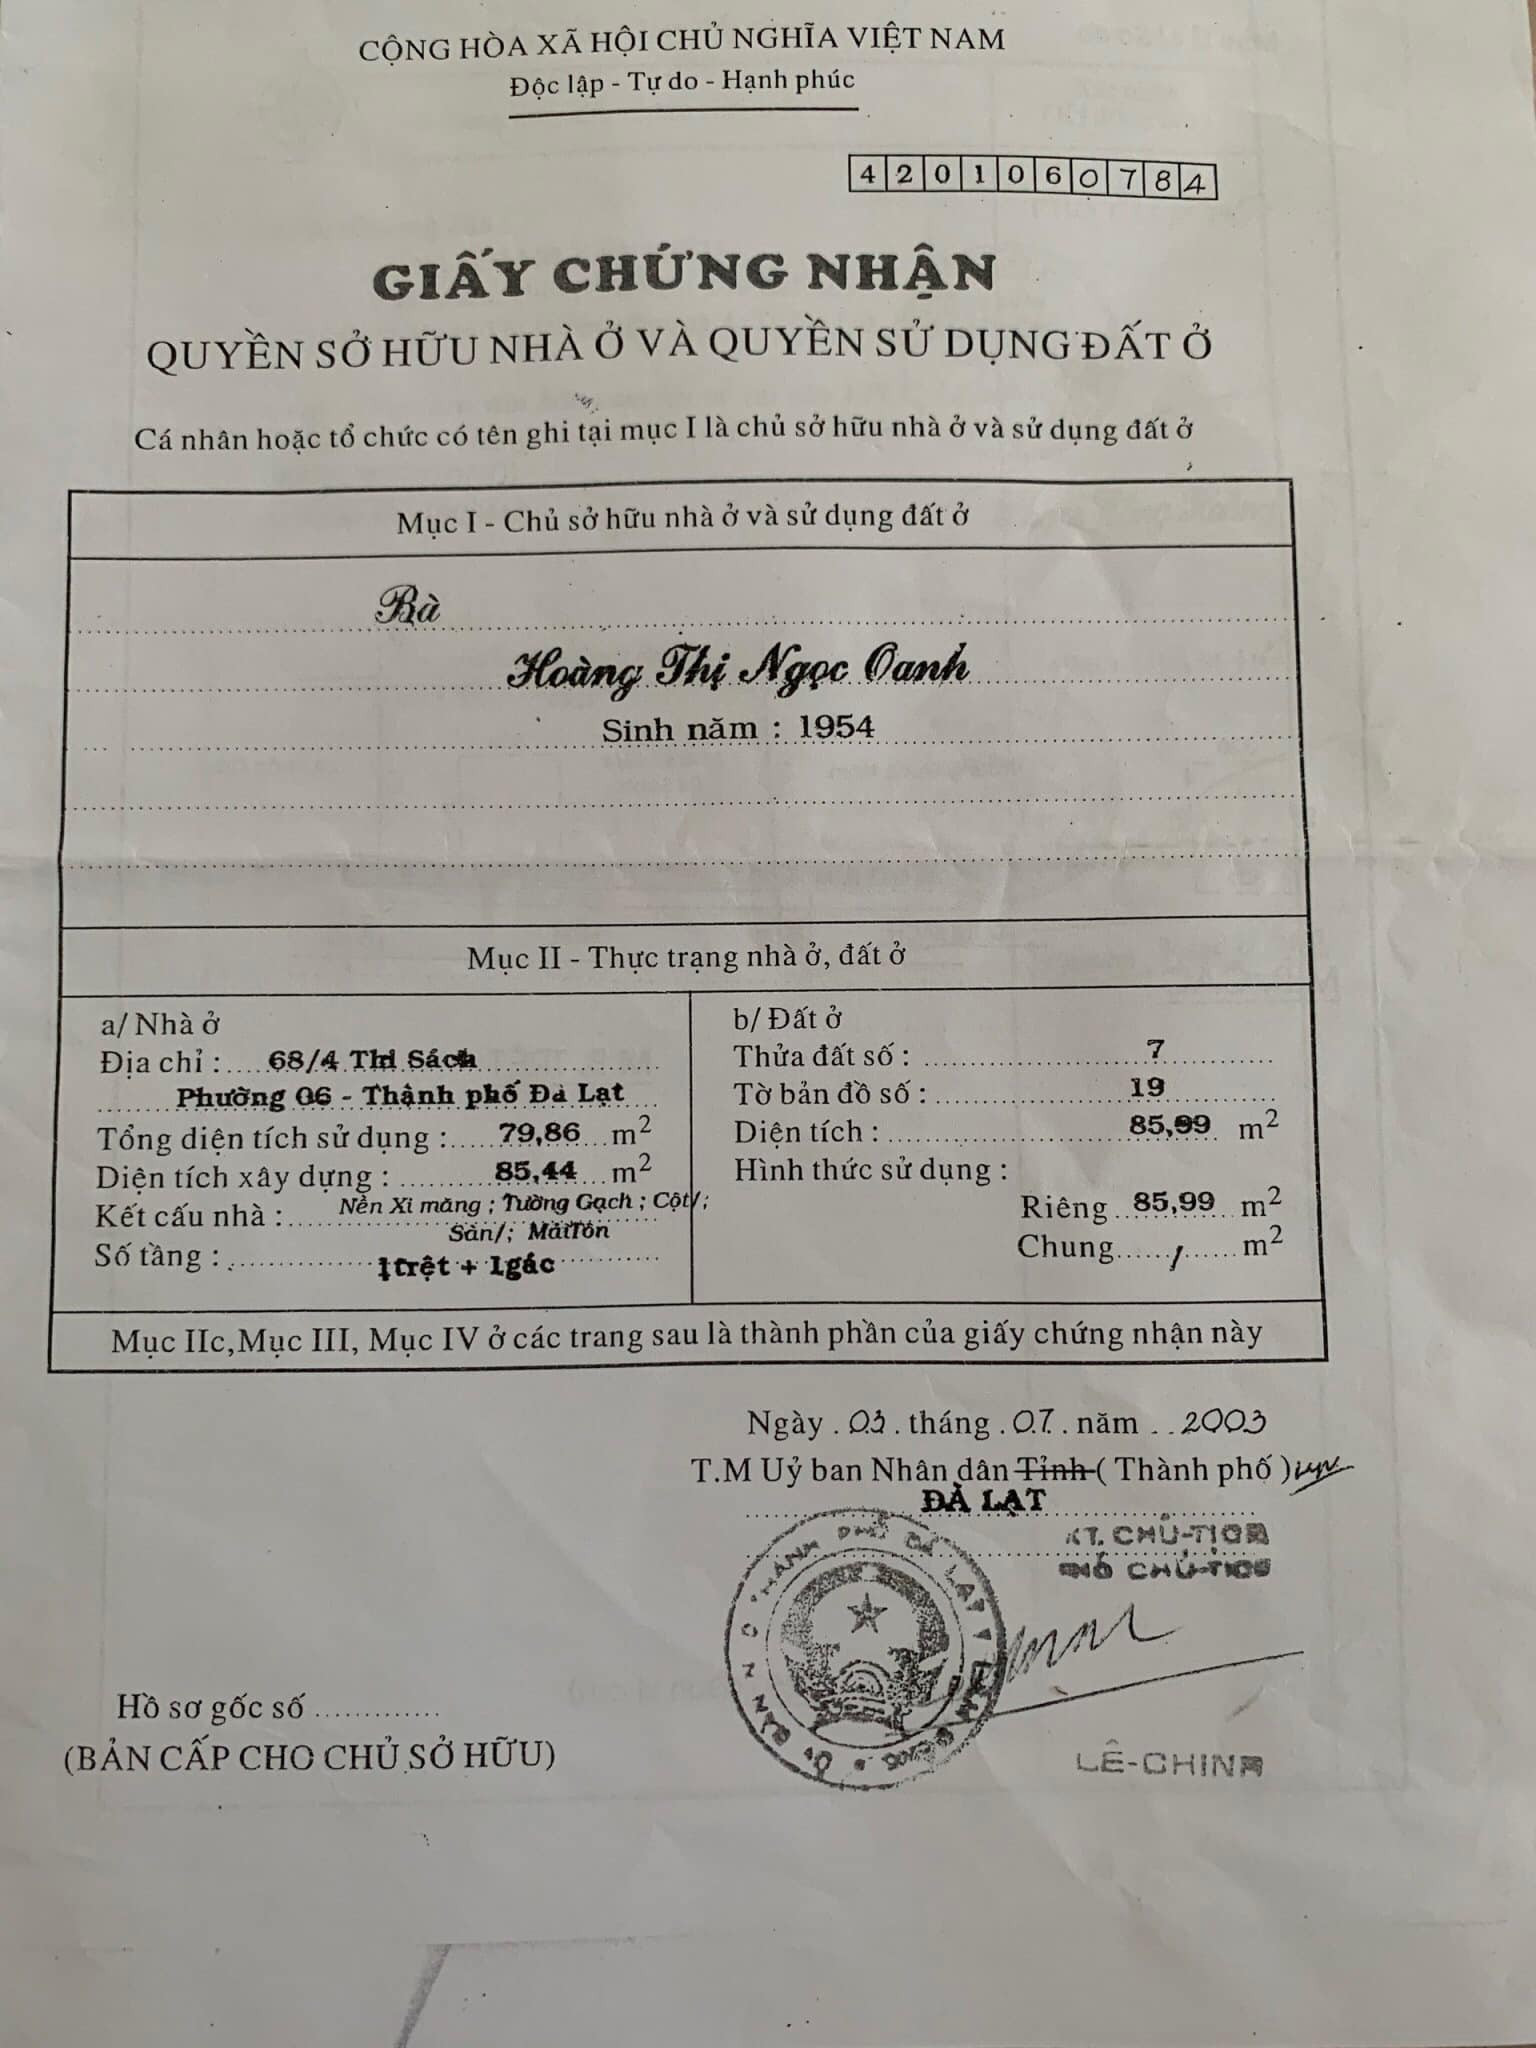 CỘNG HÒA XÃ HỘI CHỦ NGHĨA VIỆT NAM
Độc lập - Tự do - Hạnh phúc
4201060784
GIẤY CHỨNG NHẬN
QUYỀN SỞ HỮU NHÀ Ở VÀ QUYỀN SỬ DỤNG ĐẤT Ở
Cá nhân hoặc tổ chức có tên ghi tại mục I là chủ sở hữu nhà ở và sử dụng đất ở
Mục I - Chủ sở hữu nhà ở và sử dụng đất ở
Bà
Hoàng Thị Ngọc Oanh
Sinh năm : 1954
Mục II - Thực trạng nhà ở, đất ở
a/ Nhà ở
Địa chỉ : 68/4 Thi Sách
Phường 06 - Thành phố Đà Lạt
Tổng diện tích sử dụng : 79,86 m2
Diện tích xây dựng : 85,44 m2
Kết cấu nhà : Nền Xi măng ; Tường Gạch ; Cột/ ;
Sàn/; MáiTôn
Số tầng : 1trệt + 1gác
b/ Đất ở
Thửa đất số : 7
Tờ bản đồ số : 19
Diện tích : 85,99 m2
Hình thức sử dụng :
Riêng 85,99 m2
Chung / m2
Mục IIc, Mục III, Mục IV ở các trang sau là thành phần của giấy chứng nhận này
Ngày 03 tháng 07 năm 2003
T.M Uỷ ban Nhân dân Tỉnh ( Thành phố )
ĐÀ LẠT
KT. CHỦ-TỊCH
PHÓ CHỦ-TỊCH
LÊ-CHINH
Hồ sơ gốc số
(BẢN CẤP CHO CHỦ SỞ HỮU)